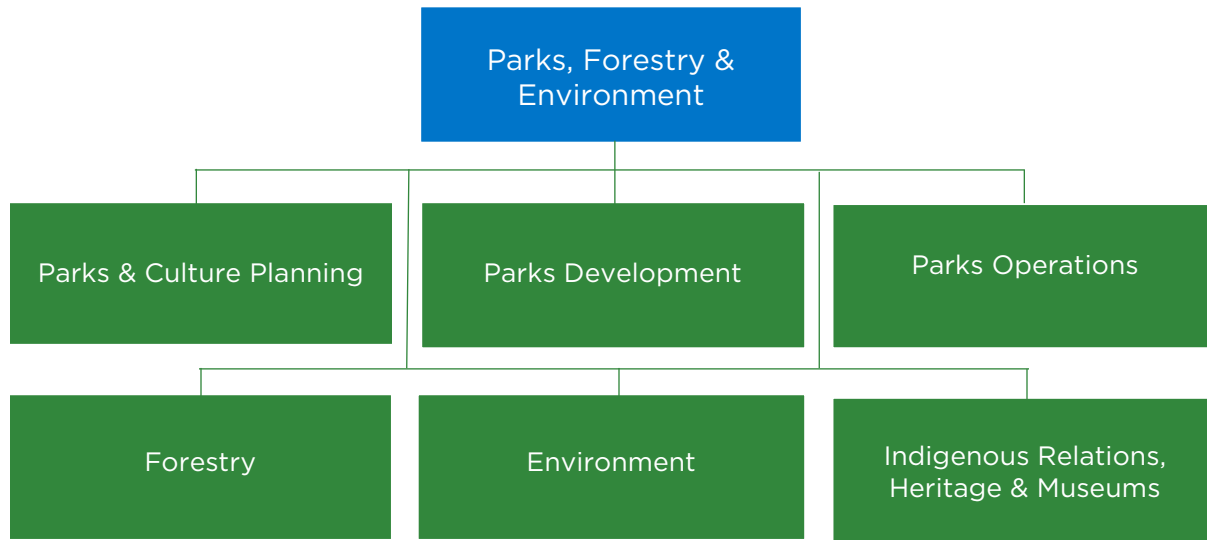 Parks, Forestry &
Environment
Parks & Culture Planning
Parks Development
Parks Operations
Forestry
Environment
Indigenous Relations,
Heritage & Museums